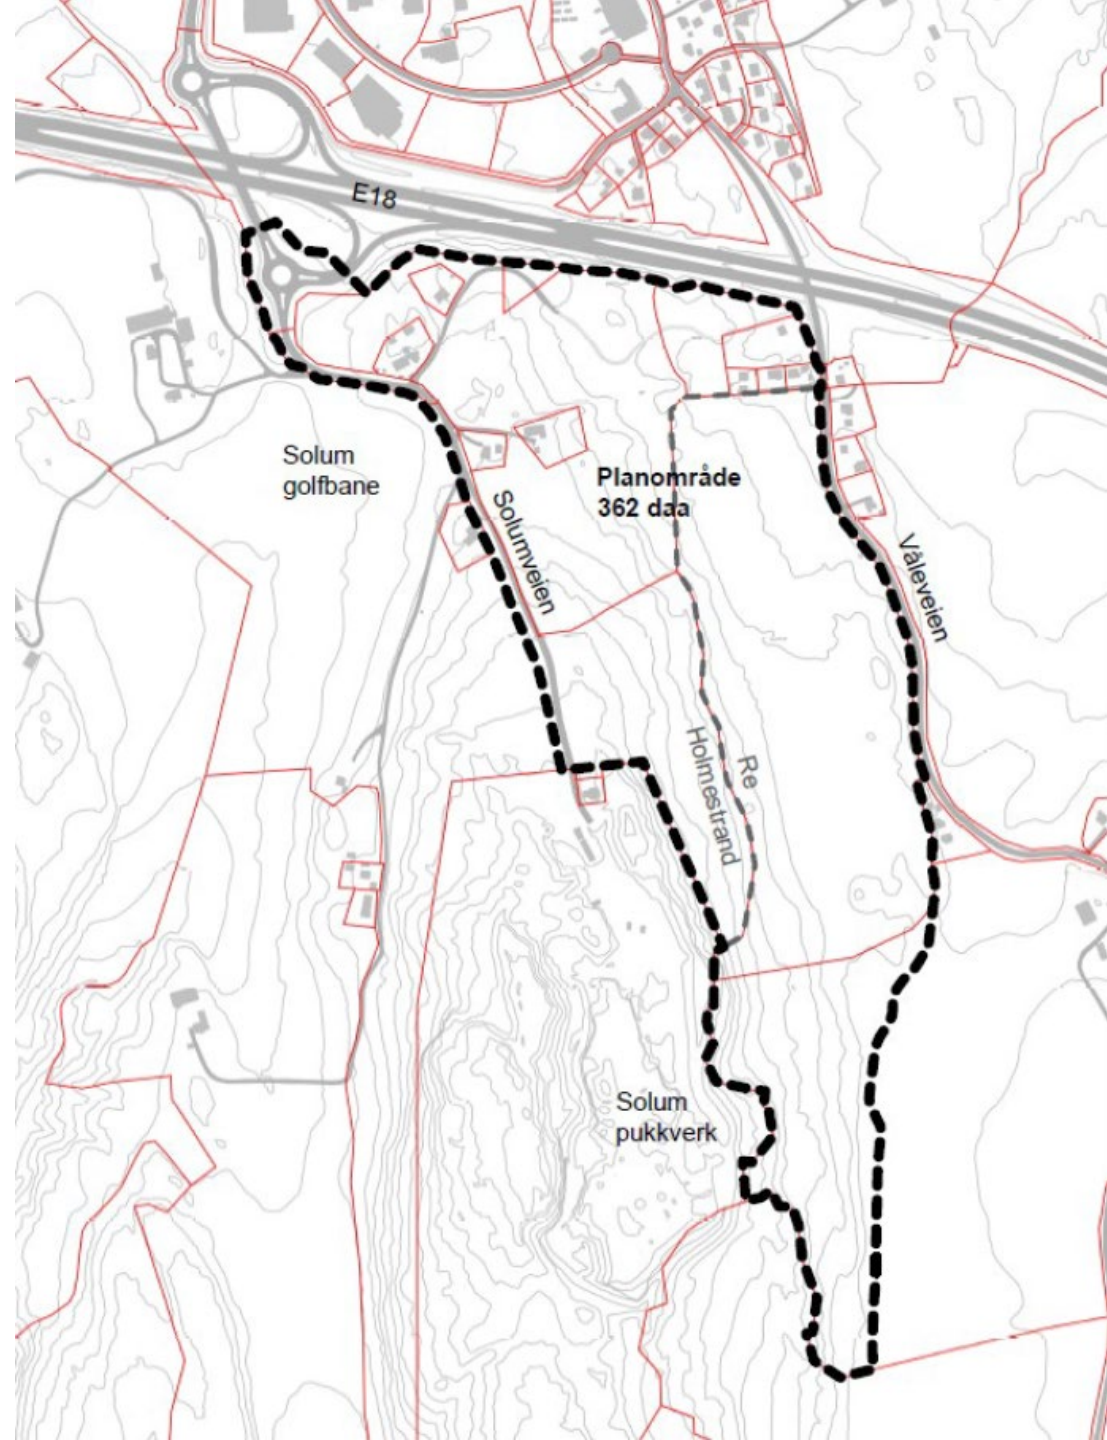 E18
Solum
golfbane
Planområde
362 daa
Solumveien
Våleveien
Re
Holmestrand
Solum
pukkverk